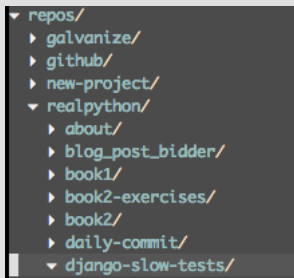 ▾ repos/
▸ galvanize/
▸ github/
▸ new-project/
▾ realpython/
▸ about/
▸ blog_post_bidder/
▸ book1/
▸ book2-exercises/
▸ book2/
▸ daily-commit/
▾ django-slow-tests/